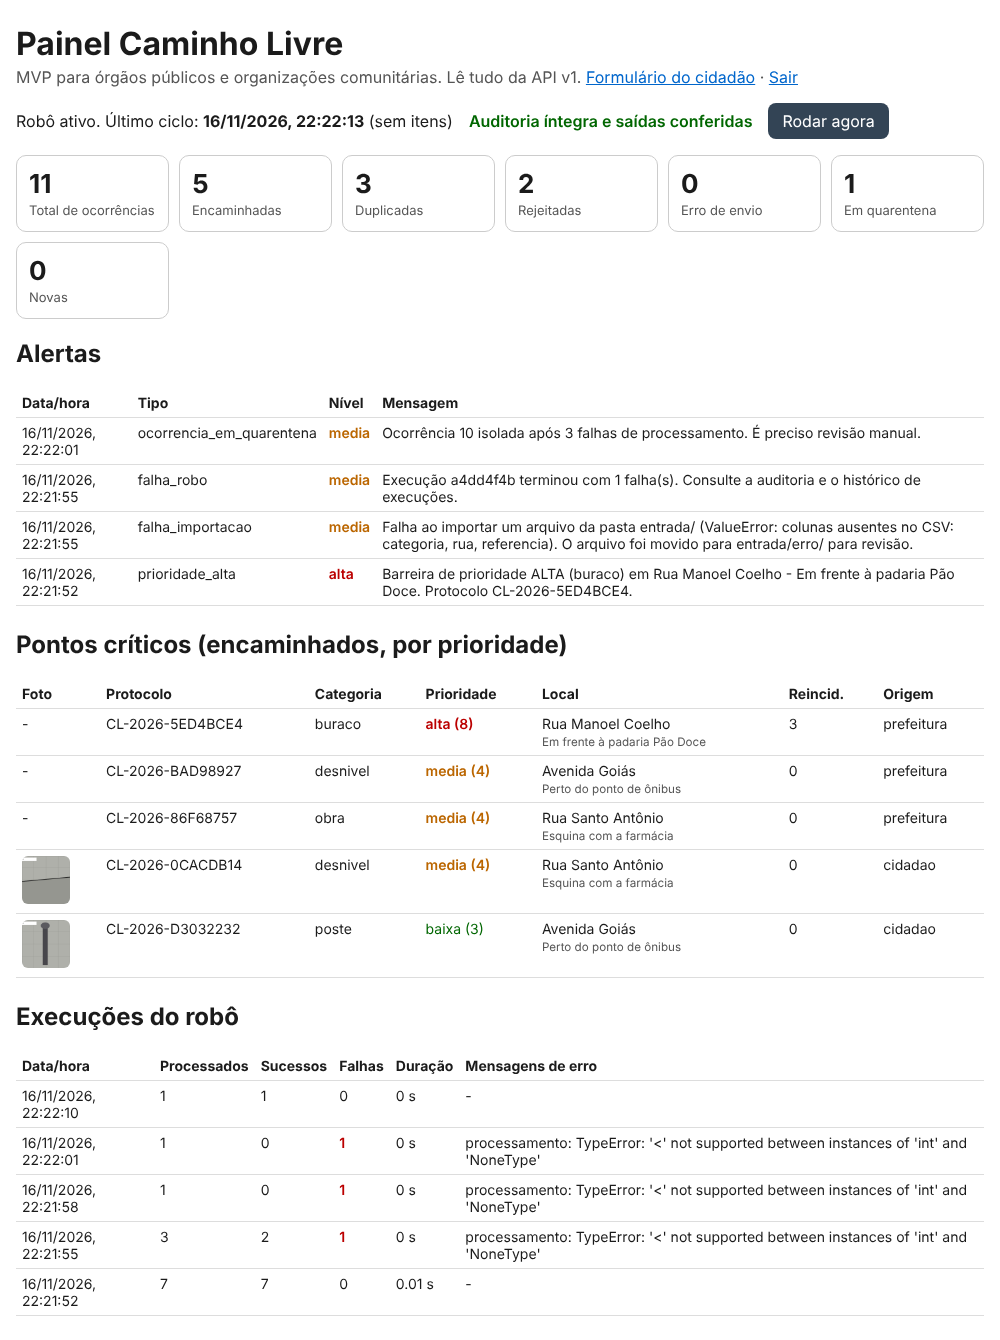 Painel Caminho Livre
MVP para órgãos públicos e organizações comunitárias. Lê tudo da API v1. Formulário do cidadão · Sair
Robô ativo. Último ciclo: 16/11/2026, 22:22:13 (sem itens) Auditoria íntegra e saídas conferidas Rodar agora
11 5 3 2 0 1
Total de ocorrências Encaminhadas Duplicadas Rejeitadas Erro de envio Em quarentena
0
Novas
Alertas
Data/hora Tipo Nível Mensagem
16/11/2026, ocorrencia_em_quarentena media Ocorrência 10 isolada após 3 falhas de processamento. É preciso revisão manual.
22:22:01
16/11/2026, falha_robo media Execução a4dd4f4b terminou com 1 falha(s). Consulte a auditoria e o histórico de
22:21:55 execuções.
16/11/2026, falha_importacao media Falha ao importar um arquivo da pasta entrada/ (ValueError: colunas ausentes no CSV:
22:21:55 categoria, rua, referencia). O arquivo foi movido para entrada/erro/ para revisão.
16/11/2026, prioridade_alta alta Barreira de prioridade ALTA (buraco) em Rua Manoel Coelho - Em frente à padaria Pão
22:21:52 Doce. Protocolo CL-2026-5ED4BCE4.
Pontos críticos (encaminhados, por prioridade)
Foto Protocolo Categoria Prioridade Local Reincid. Origem
- CL-2026-5ED4BCE4 buraco alta (8) Rua Manoel Coelho 3 prefeitura
Em frente à padaria Pão Doce
- CL-2026-BAD98927 desnivel media (4) Avenida Goiás 0 prefeitura
Perto do ponto de ônibus
- CL-2026-86F68757 obra media (4) Rua Santo Antônio 0 prefeitura
Esquina com a farmácia
CL-2026-0CACDB14 desnivel media (4) Rua Santo Antônio 0 cidadao
Esquina com a farmácia
CL-2026-D3032232 poste baixa (3) Avenida Goiás 0 cidadao
Perto do ponto de ônibus
Execuções do robô
Data/hora Processados Sucessos Falhas Duração Mensagens de erro
16/11/2026, 1 1 0 0 s -
22:22:10
16/11/2026, 1 0 1 0 s processamento: TypeError: '<' not supported between instances of 'int' and
22:22:01 'NoneType'
16/11/2026, 1 0 1 0 s processamento: TypeError: '<' not supported between instances of 'int' and
22:21:58 'NoneType'
16/11/2026, 3 2 1 0 s processamento: TypeError: '<' not supported between instances of 'int' and
22:21:55 'NoneType'
16/11/2026, 7 7 0 0.01 s -
22:21:52